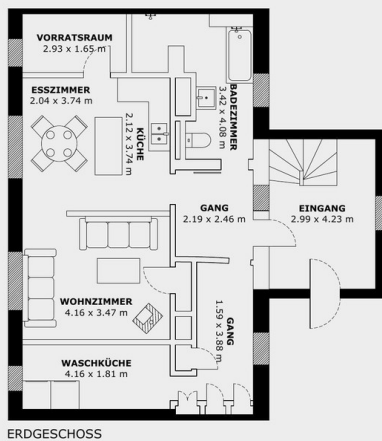 VORRATSRAUM
2.93 x 1.65 m
ESSZIMMER
2.04 x 3.74 m
KÜCHE
2.12 x 3.74 m
BADEZIMMER
3.42 x 4.08 m
GANG
2.19 x 2.46 m
EINGANG
2.99 x 4.23 m
WOHNZIMMER
4.16 x 3.47 m
GANG
1.59 x 3.88 m
WASCHKÜCHE
4.16 x 1.81 m
ERDGESCHOSS